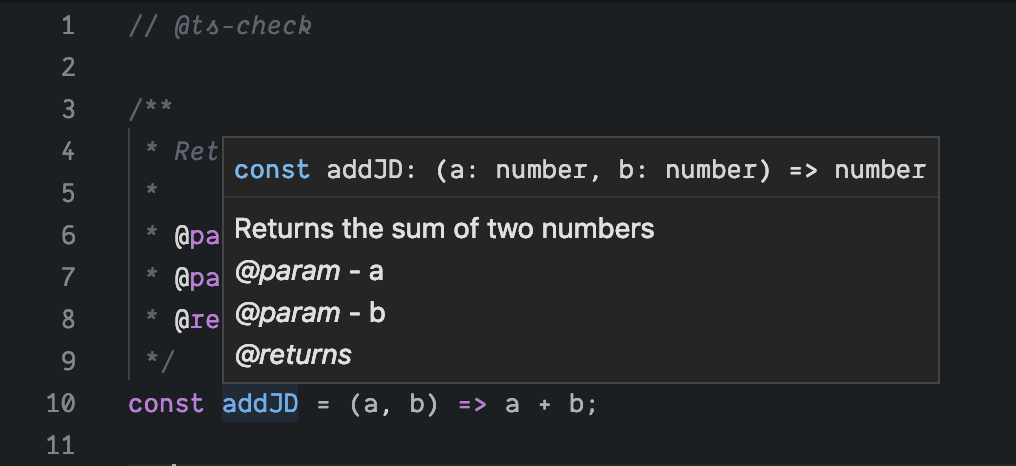 1 // @ts-check
2
3 /**
4 * Ret
const addJD: (a: number, b: number) => number
5 *
Returns the sum of two numbers
6 * @pa
@param - a
7 * @pa
@param - b
8 * @re
@returns
9 */
10 const addJD = (a, b) => a + b;
11